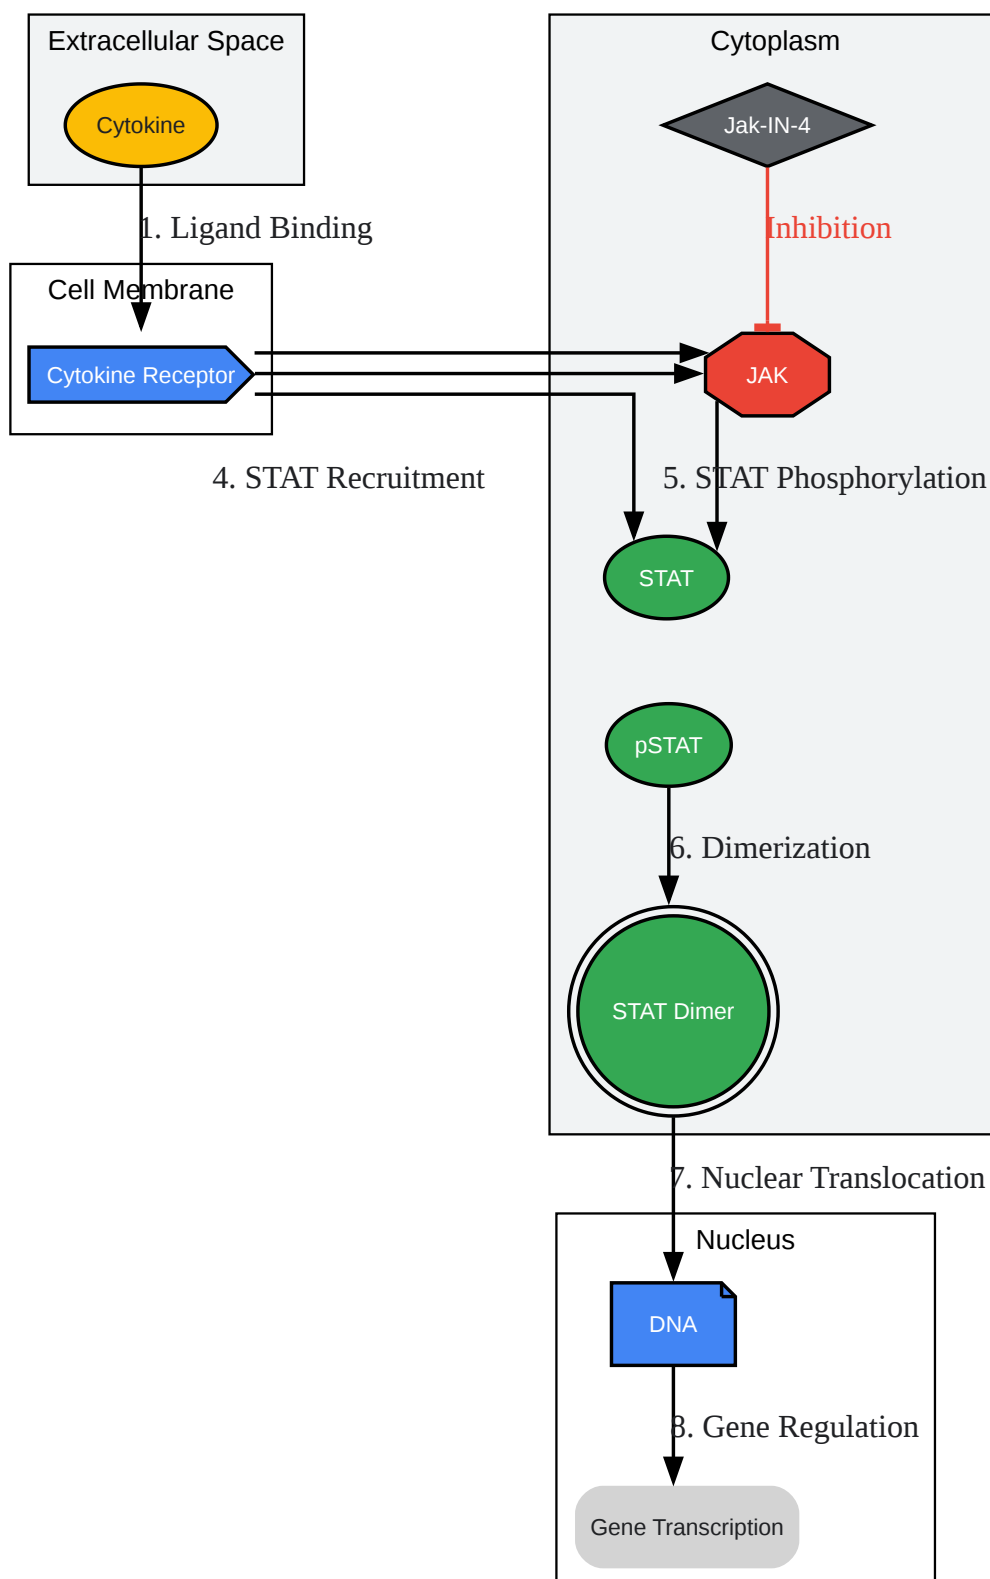 Extracellular Space
Cytoplasm
Cytokine
Jak-IN-4
1. Ligand Binding
Inhibition
Cell Membrane
Cytokine Receptor
JAK
4. STAT Recruitment
5. STAT Phosphorylation
STAT
pSTAT
6. Dimerization
STAT Dimer
7. Nuclear Translocation
Nucleus
DNA
8. Gene Regulation
Gene Transcription